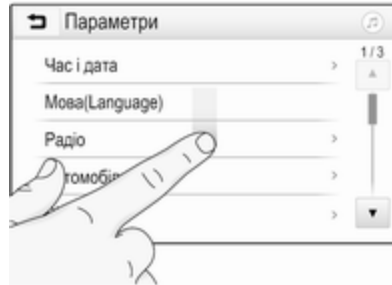 Параметри
1/3
Час і дата
Мова(Language)
Радіо